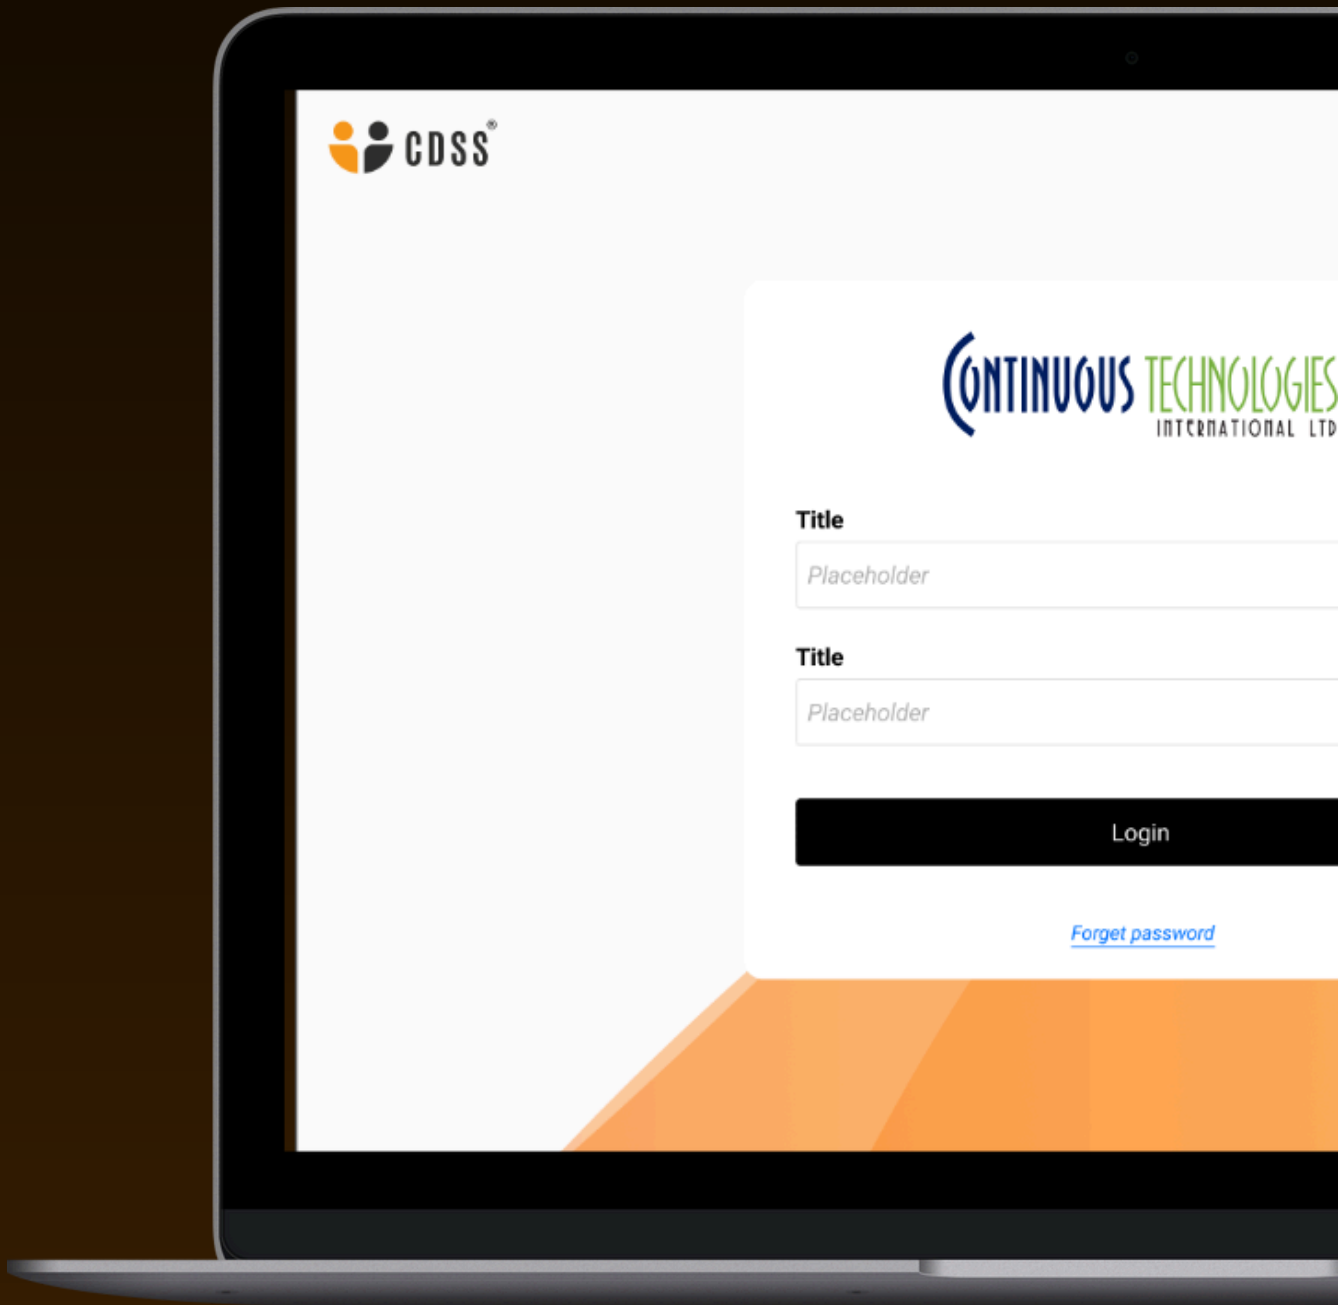 CDSS®
CONTINUOUS TECHNOLOGIES
INTERNATIONAL LTD
Title
Placeholder
Title
Placeholder
Login
Forget password